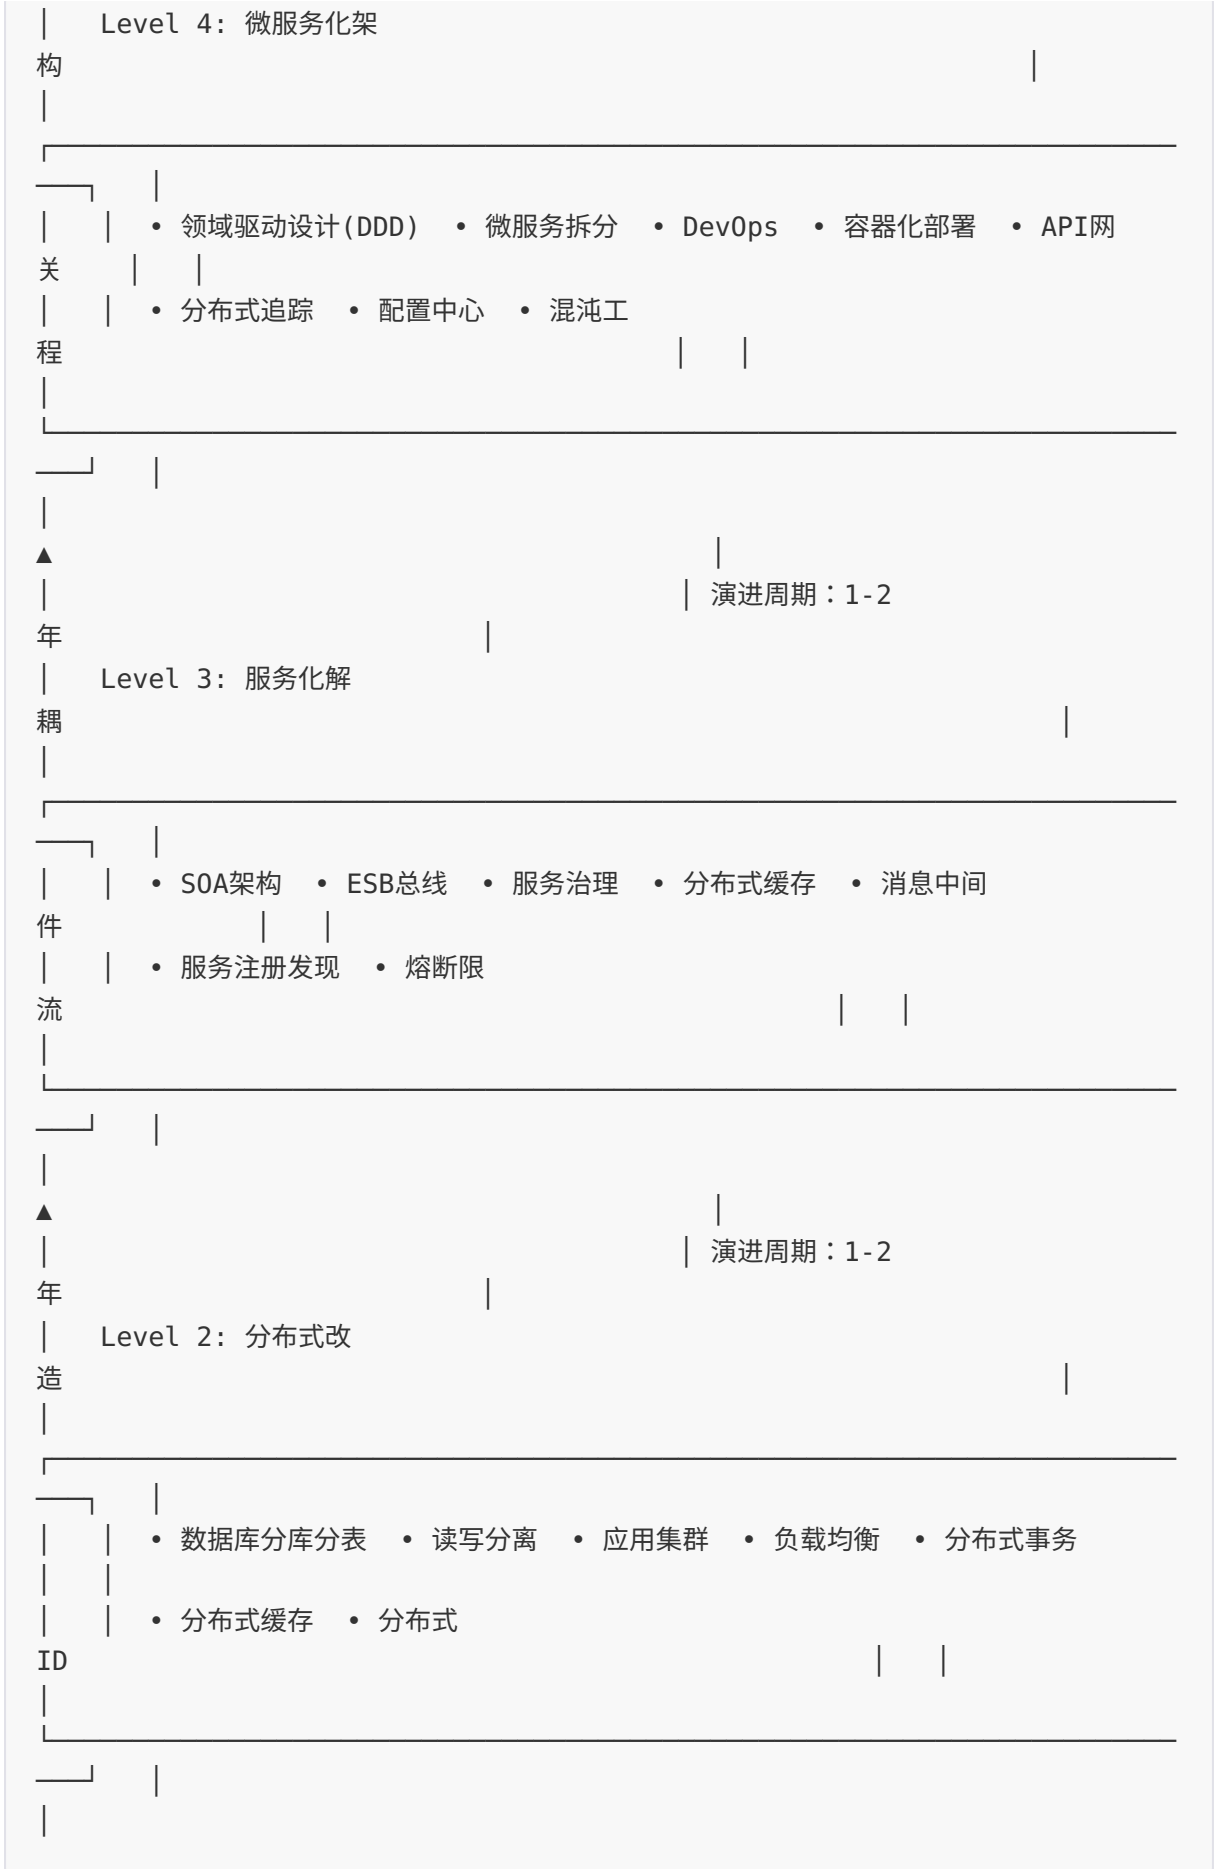 │   Level 4: 微服务化架
构                                                            │
│
┌──────────────────────────────────────────────────────────────────────
───┐   │
│   │  • 领域驱动设计(DDD)  • 微服务拆分  • DevOps  • 容器化部署  • API网
关    │   │
│   │  • 分布式追踪  • 配置中心  • 混沌工
程                                      │   │
│
└──────────────────────────────────────────────────────────────────────
───┘   │
│
▲                                         │
│                                       │ 演进周期：1-2
年                          │
│   Level 3: 服务化解
耦                                                              │
│
┌──────────────────────────────────────────────────────────────────────
───┐   │
│   │  • SOA架构  • ESB总线  • 服务治理  • 分布式缓存  • 消息中间
件            │   │
│   │  • 服务注册发现  • 熔断限
流                                                │   │
│
└──────────────────────────────────────────────────────────────────────
───┘   │
│
▲                                         │
│                                       │ 演进周期：1-2
年                          │
│   Level 2: 分布式改
造                                                              │
│
┌──────────────────────────────────────────────────────────────────────
───┐   │
│   │  • 数据库分库分表  • 读写分离  • 应用集群  • 负载均衡  • 分布式事务
│   │
│   │  • 分布式缓存  • 分布式
ID                                                  │   │
│
└──────────────────────────────────────────────────────────────────────
───┘   │
│